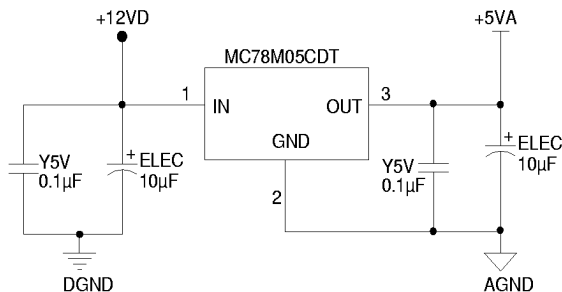 +12VD
+5VA
MC78M05CDT
1
IN
OUT
3
GND
2
Y5V
0.1µF
+
ELEC
10µF
Y5V
0.1µF
+
ELEC
10µF
DGND
AGND